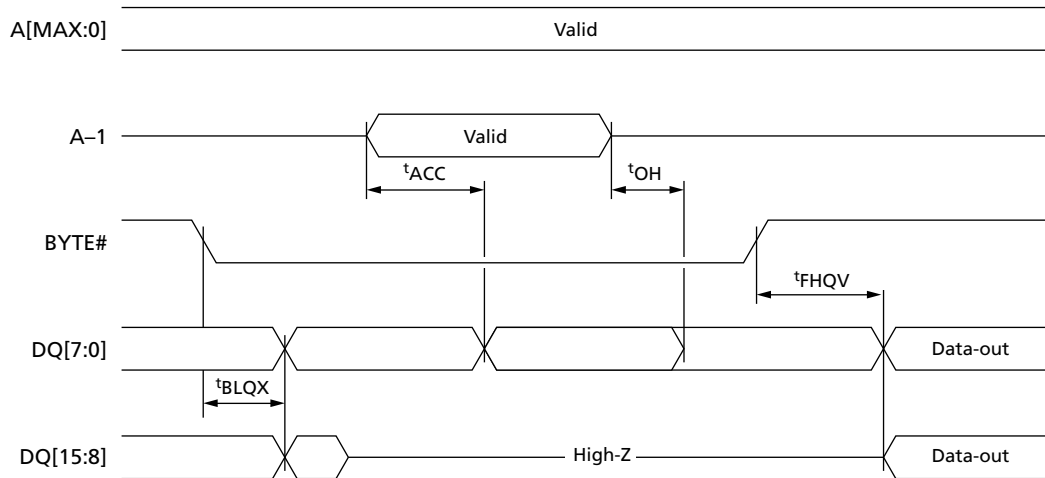 A[MAX:0] Valid
A–1 Valid
tACC tOH
BYTE#
tFHQV
DQ[7:0] Data-out
tBLQX
DQ[15:8] High-Z Data-out